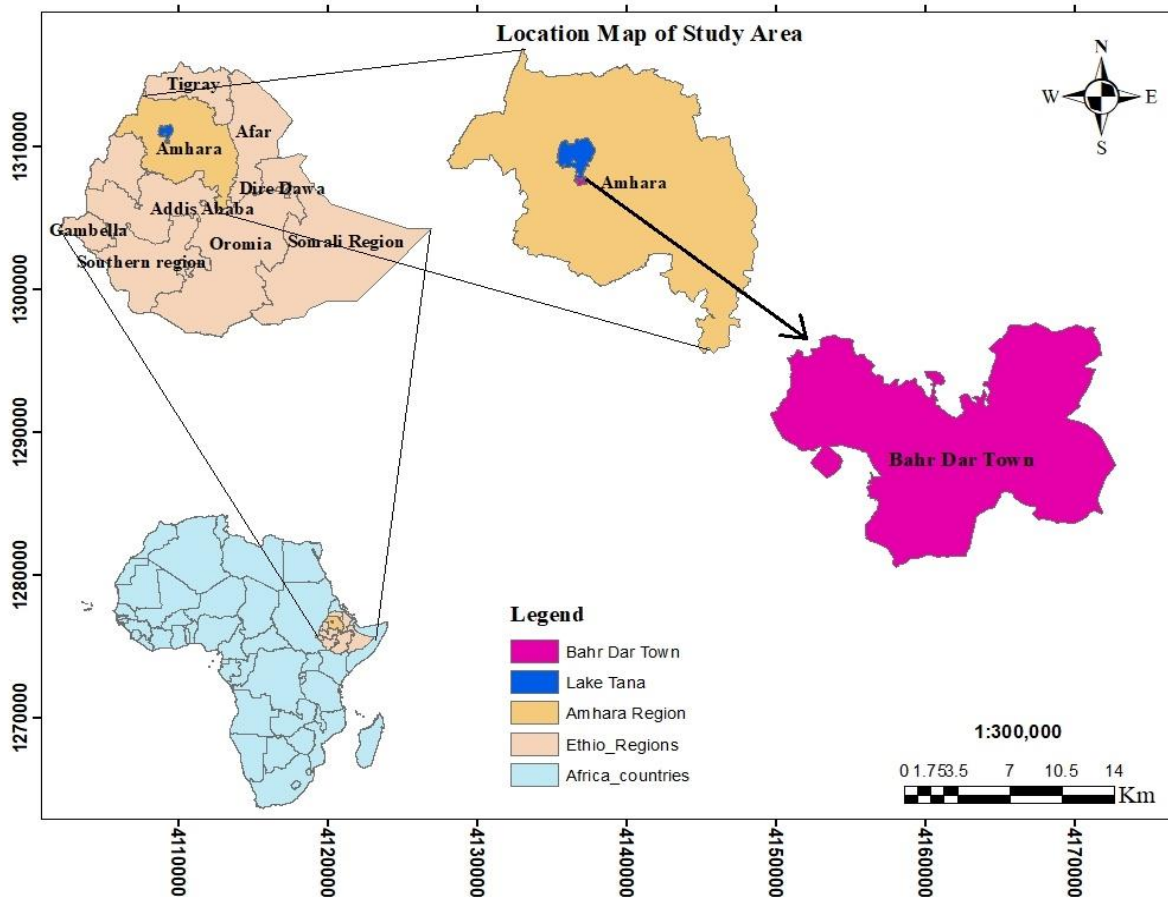 Location Map of Study Area
N
W E
S
Tigray
Afar
Amhara
Dire Dawa
Addis Ababa
Gambella
Oromia
Somali Region
Southern region
Amhara
Bahr Dar Town
Legend
Bahr Dar Town
Lake Tana
Amhara Region
Ethio_Regions
Africa_countries
1:300,000
0 1.75 3.5 7 10.5 14
Km
1310000
1300000
1290000
1280000
1270000
4110000
4120000
4130000
4140000
4150000
4160000
4170000